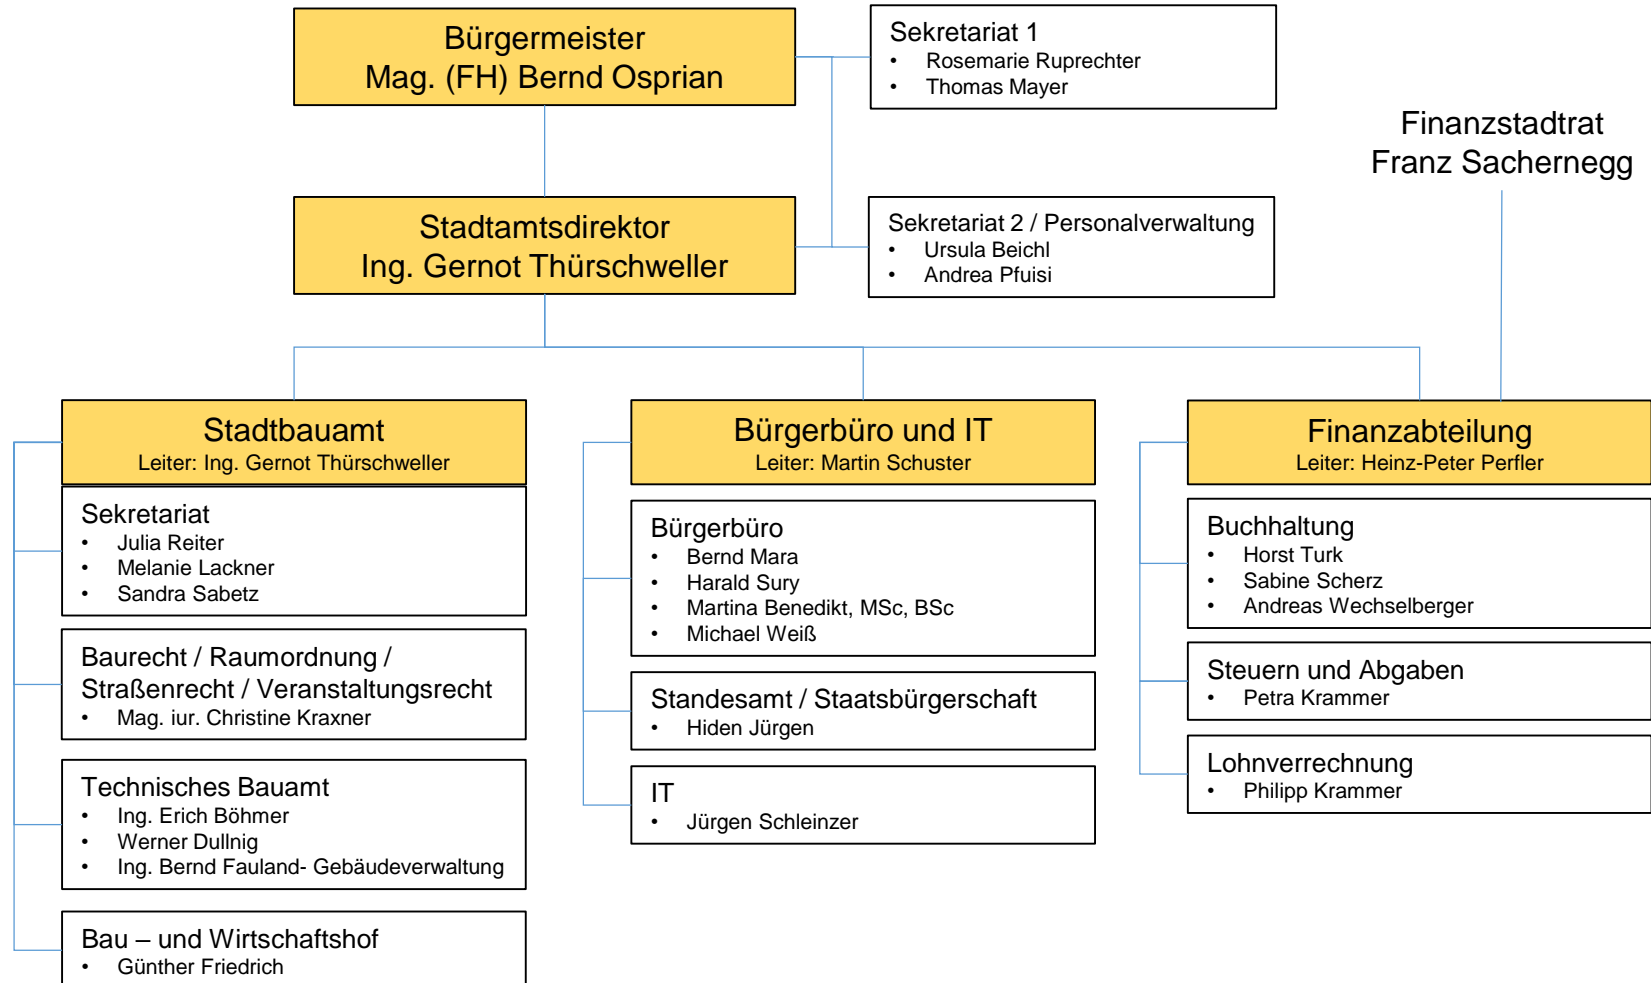 Bürgermeister
Mag. (FH) Bernd Osprian
Sekretariat 1
• Rosemarie Ruprechter
• Thomas Mayer
Finanzstadtrat
Franz Sachernegg
Stadtamtsdirektor
Ing. Gernot Thürschweller
Sekretariat 2 / Personalverwaltung
• Ursula Beichl
• Andrea Pfuisi
Stadtbauamt
Leiter: Ing. Gernot Thürschweller
Sekretariat
• Julia Reiter
• Melanie Lackner
• Sandra Sabetz
Baurecht / Raumordnung /
Straßenrecht / Veranstaltungsrecht
• Mag. iur. Christine Kraxner
Technisches Bauamt
• Ing. Erich Böhmer
• Werner Dullnig
• Ing. Bernd Fauland- Gebäudeverwaltung
Bau – und Wirtschaftshof
• Günther Friedrich
Bürgerbüro und IT
Leiter: Martin Schuster
Bürgerbüro
• Bernd Mara
• Harald Sury
• Martina Benedikt, MSc, BSc
• Michael Weiß
Standesamt / Staatsbürgerschaft
• Hiden Jürgen
IT
• Jürgen Schleinzer
Finanzabteilung
Leiter: Heinz-Peter Perfler
Buchhaltung
• Horst Turk
• Sabine Scherz
• Andreas Wechselberger
Steuern und Abgaben
• Petra Krammer
Lohnverrechnung
• Philipp Krammer